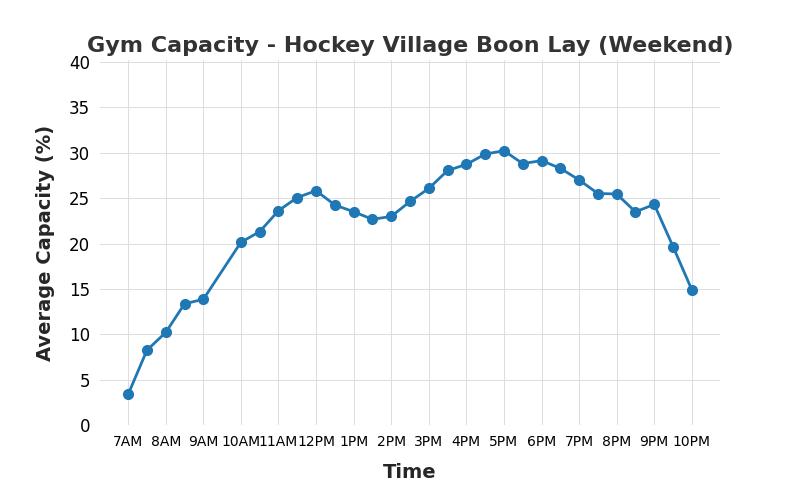 Gym Capacity - Hockey Village Boon Lay (Weekend)
40
35
30
25
20
15
10
5
0
Average Capacity (%)
7AM 8AM 9AM 10AM 11AM 12PM 1PM 2PM 3PM 4PM 5PM 6PM 7PM 8PM 9PM 10PM
Time